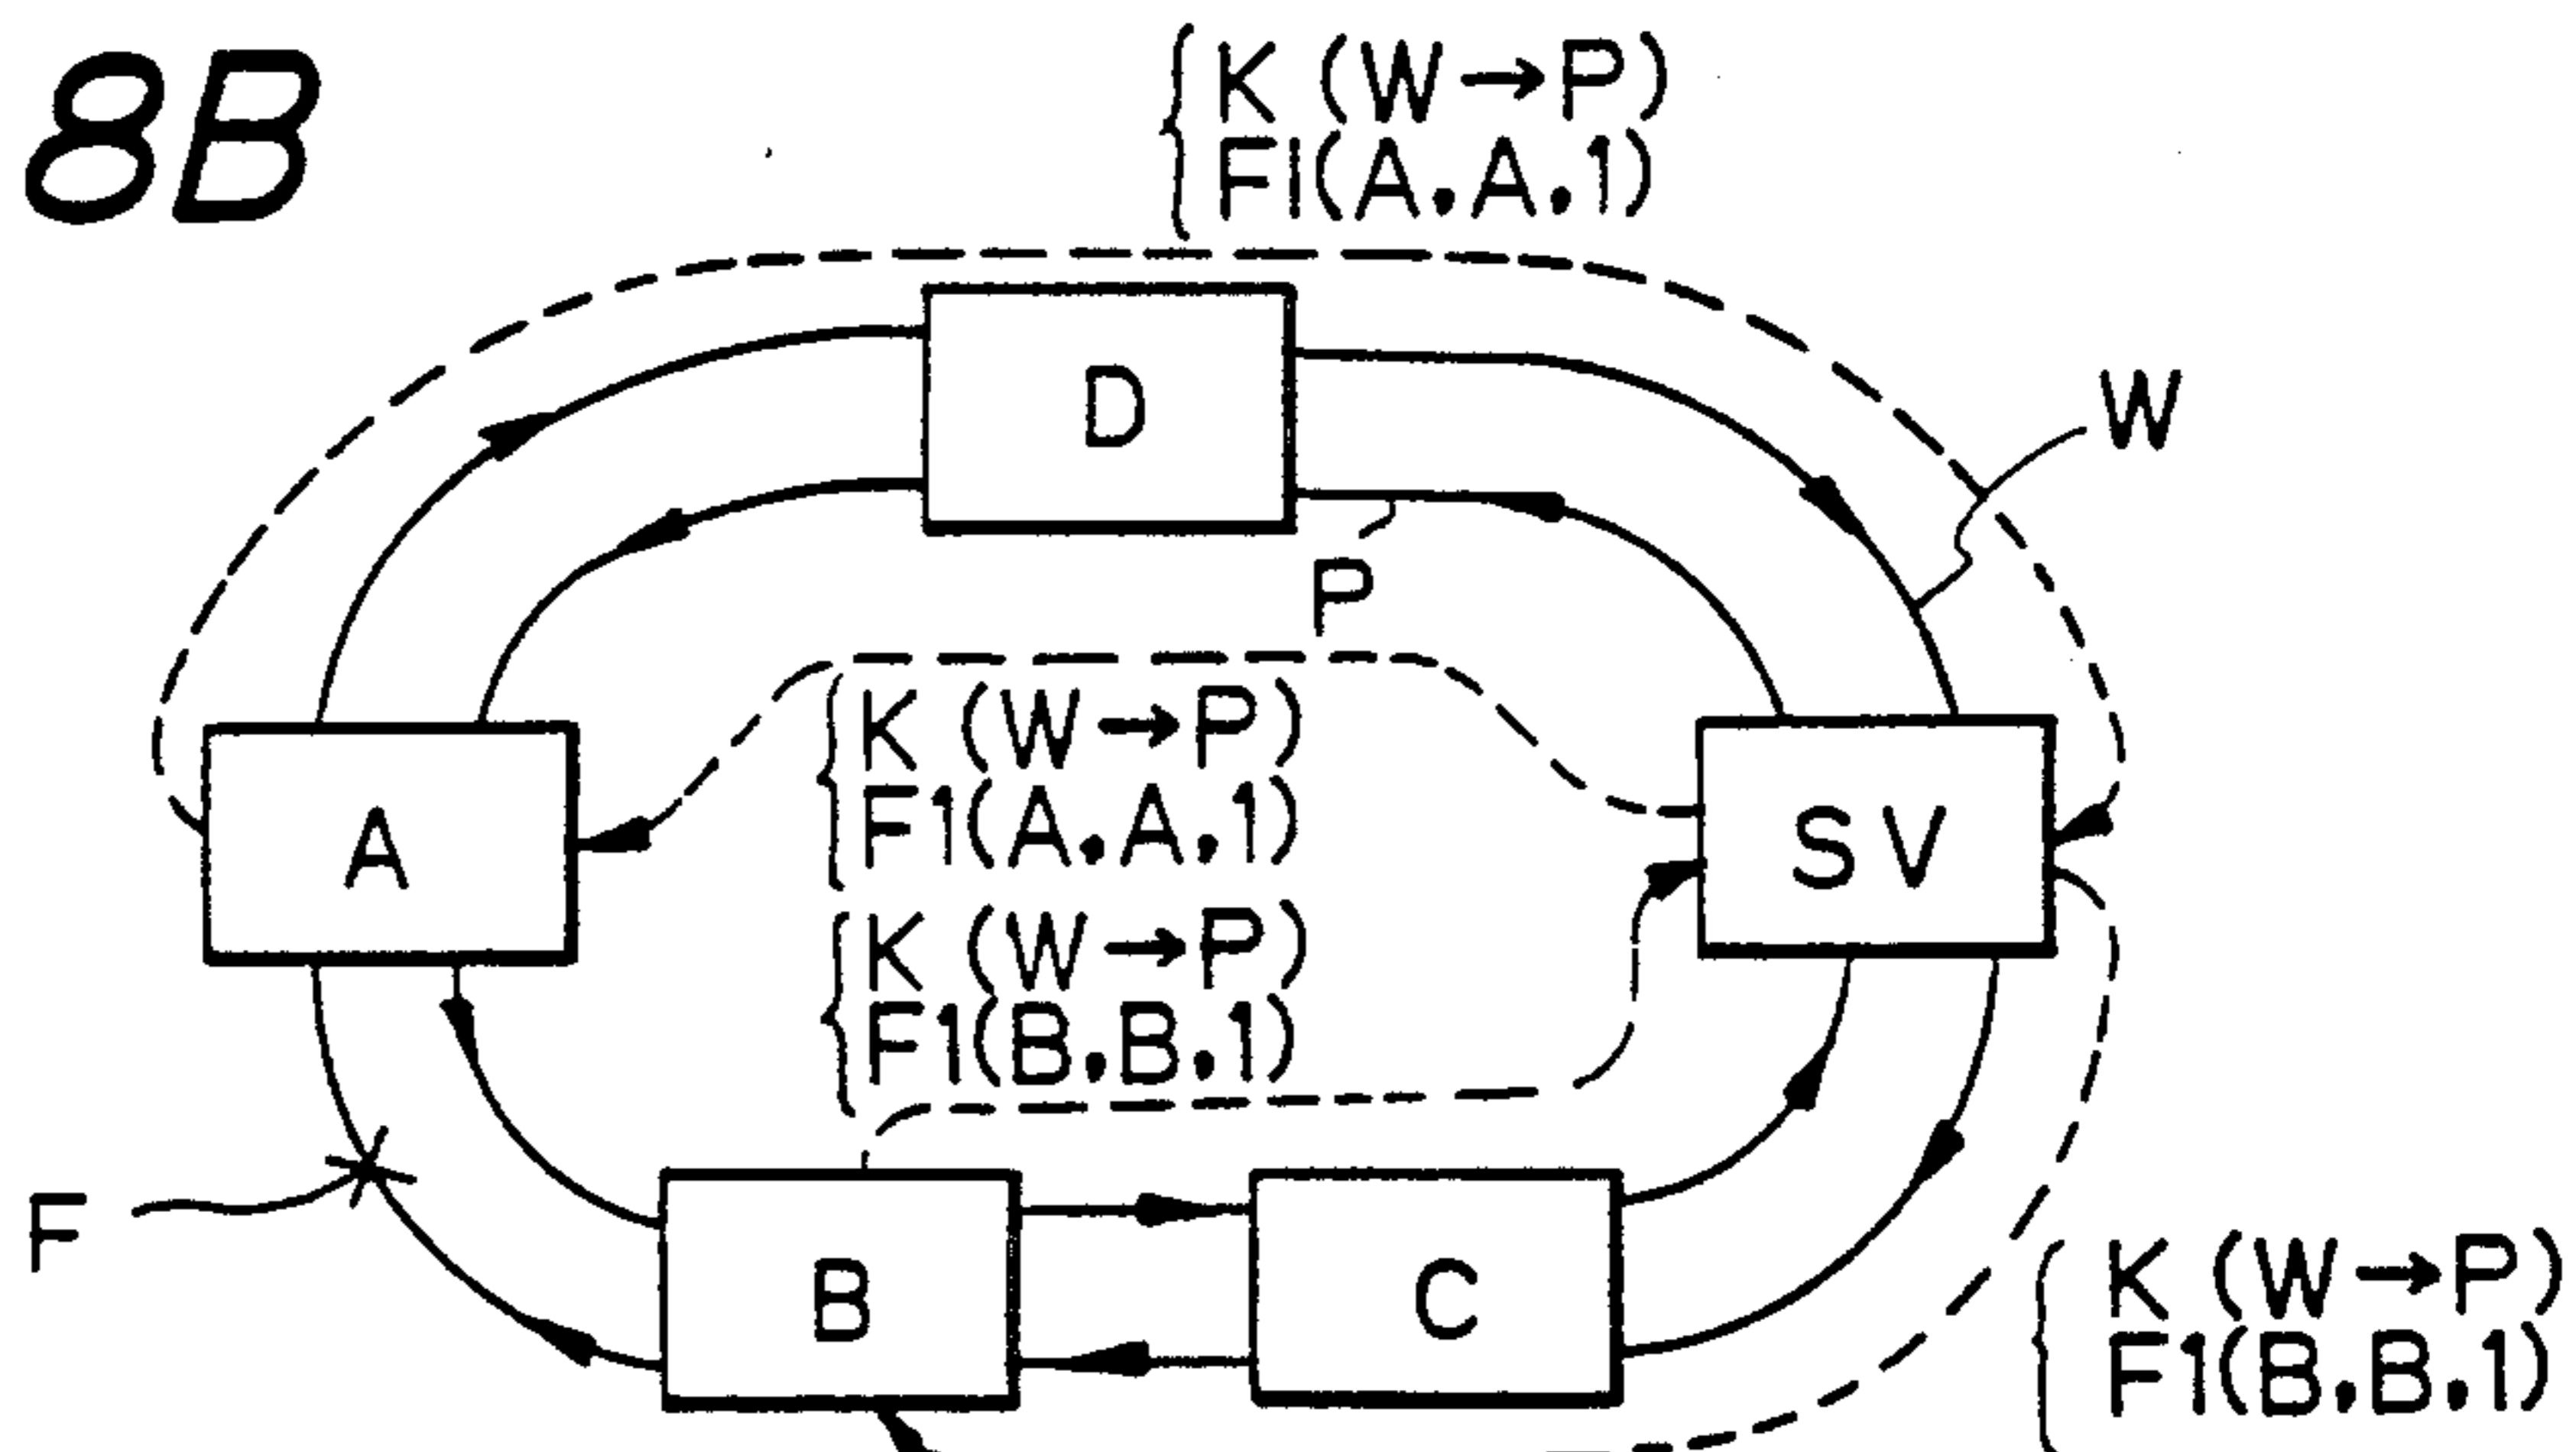 8B
K (W→P)
F1(A,A,1)
D
W
P
K (W→P)
F1(A,A,1)
A
SV
K (W→P)
F1(B,B,1)
F
B
C
K (W→P)
F1(B,B,1)